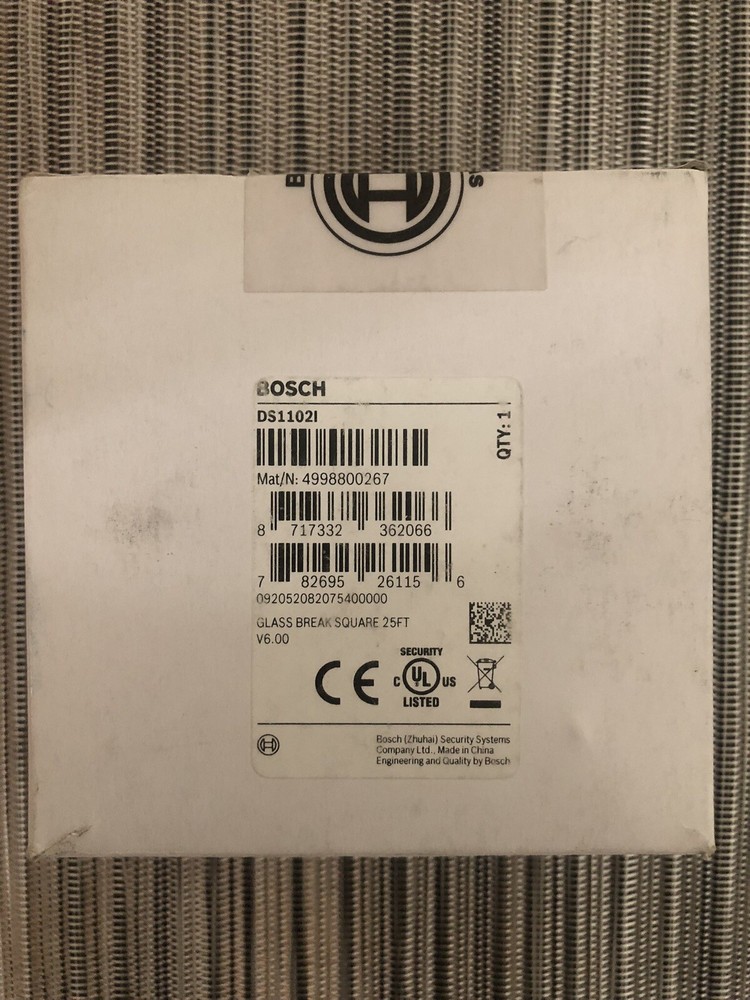 B
S
BOSCH
DS1102I
QTY: 1
Mat/N: 4998800267
8 717332 362066
7 82695 26115 6
092052082075400000
GLASS BREAK SQUARE 25FT
V6.00
CE
SECURITY
C UL US
LISTED
Bosch (Zhuhai) Security Systems
Company Ltd., Made in China
Engineering and Quality by Bosch